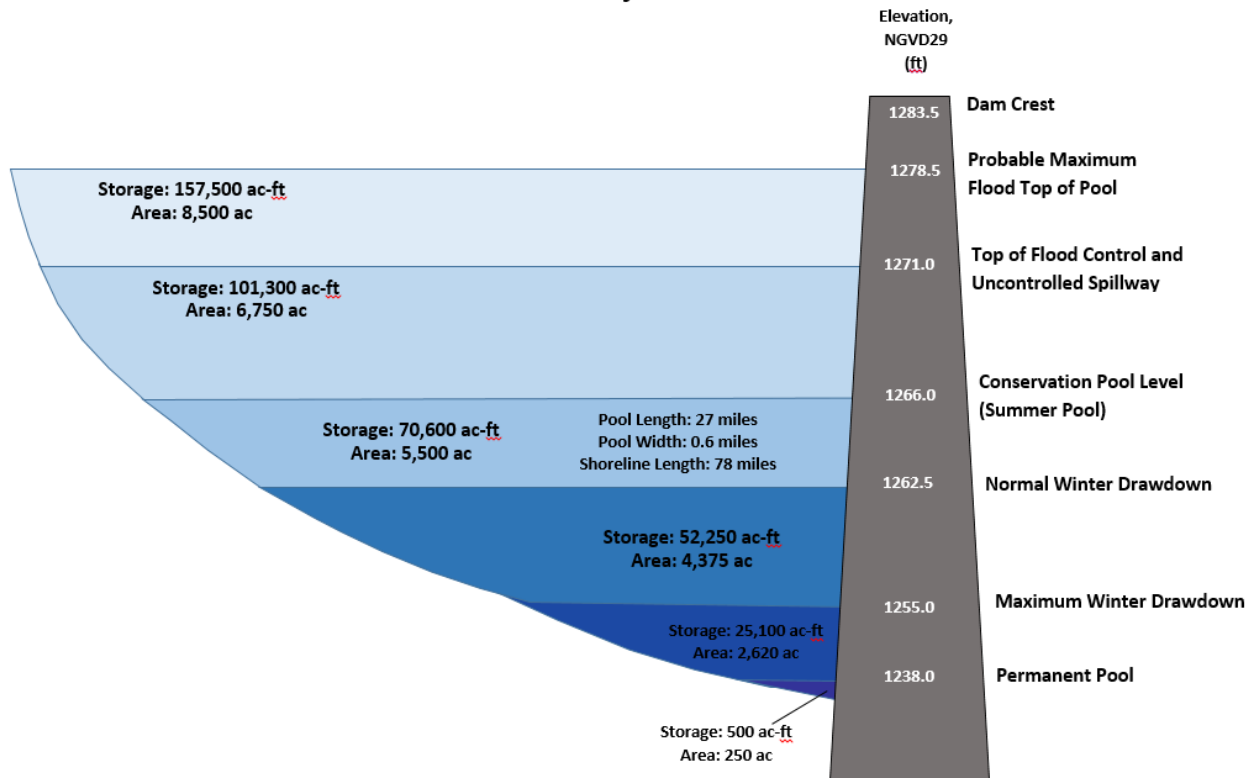 Elevation,
NGVD29
(ft)
1283.5
Dam Crest
1278.5
Probable Maximum
Flood Top of Pool
Storage: 157,500 ac-ft
Area: 8,500 ac
1271.0
Top of Flood Control and
Uncontrolled Spillway
Storage: 101,300 ac-ft
Area: 6,750 ac
1266.0
Conservation Pool Level
(Summer Pool)
Storage: 70,600 ac-ft
Area: 5,500 ac
Pool Length: 27 miles
Pool Width: 0.6 miles
Shoreline Length: 78 miles
1262.5
Normal Winter Drawdown
Storage: 52,250 ac-ft
Area: 4,375 ac
1255.0
Maximum Winter Drawdown
Storage: 25,100 ac-ft
Area: 2,620 ac
1238.0
Permanent Pool
Storage: 500 ac-ft
Area: 250 ac